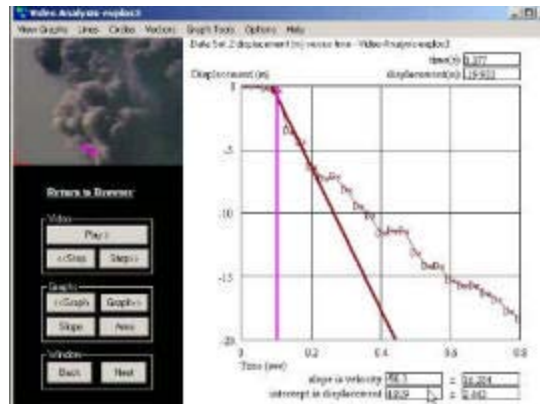 Video Analysis-explos3
View Graphs Lines Circles Vectors Graph Tools Options Help
Data Set 2 displacement (m) versus time - Video Analysis-explos3
time(s)
Displacement (m)
displacement(m)
0
-5
-10
-15
-20
0 0.2 0.4 0.6 0.8
Time (sec)
Return to Browser
Video
Play >
<<Step Step>>
Graphs
<<Graph Graph>>
Slope Area
Window
Back Next
slope is velocity
intercept is displacement